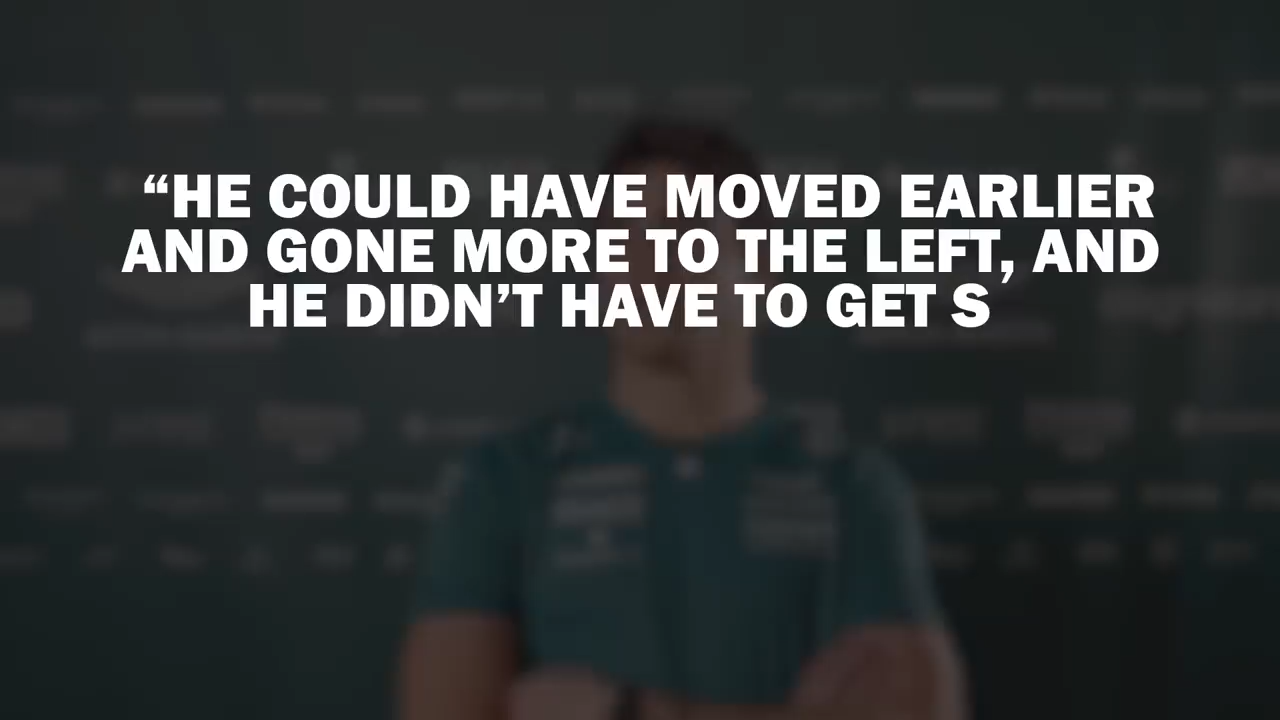 “HE COULD HAVE MOVED EARLIER
AND GONE MORE TO THE LEFT, AND
HE DIDN’T HAVE TO GET S